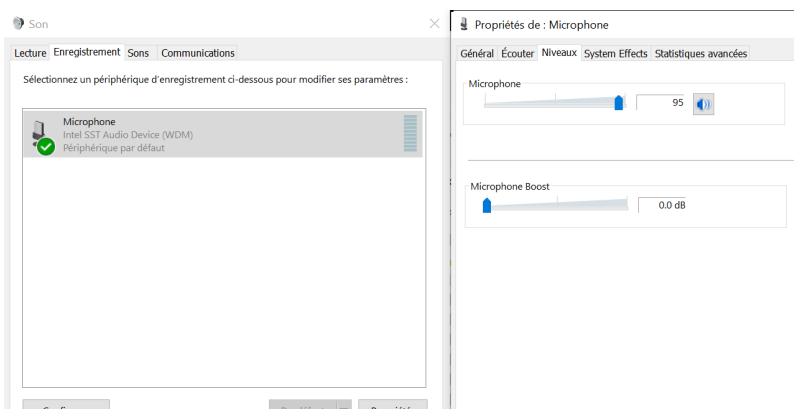 Son
Lecture Enregistrement Sons Communications
Sélectionnez un périphérique d'enregistrement ci-dessous pour modifier ses paramètres :
Microphone
Intel SST Audio Device (WDM)
Périphérique par défaut
Propriétés de : Microphone
Général Écouter Niveaux System Effects Statistiques avancées
Microphone
95
Microphone Boost
0.0 dB